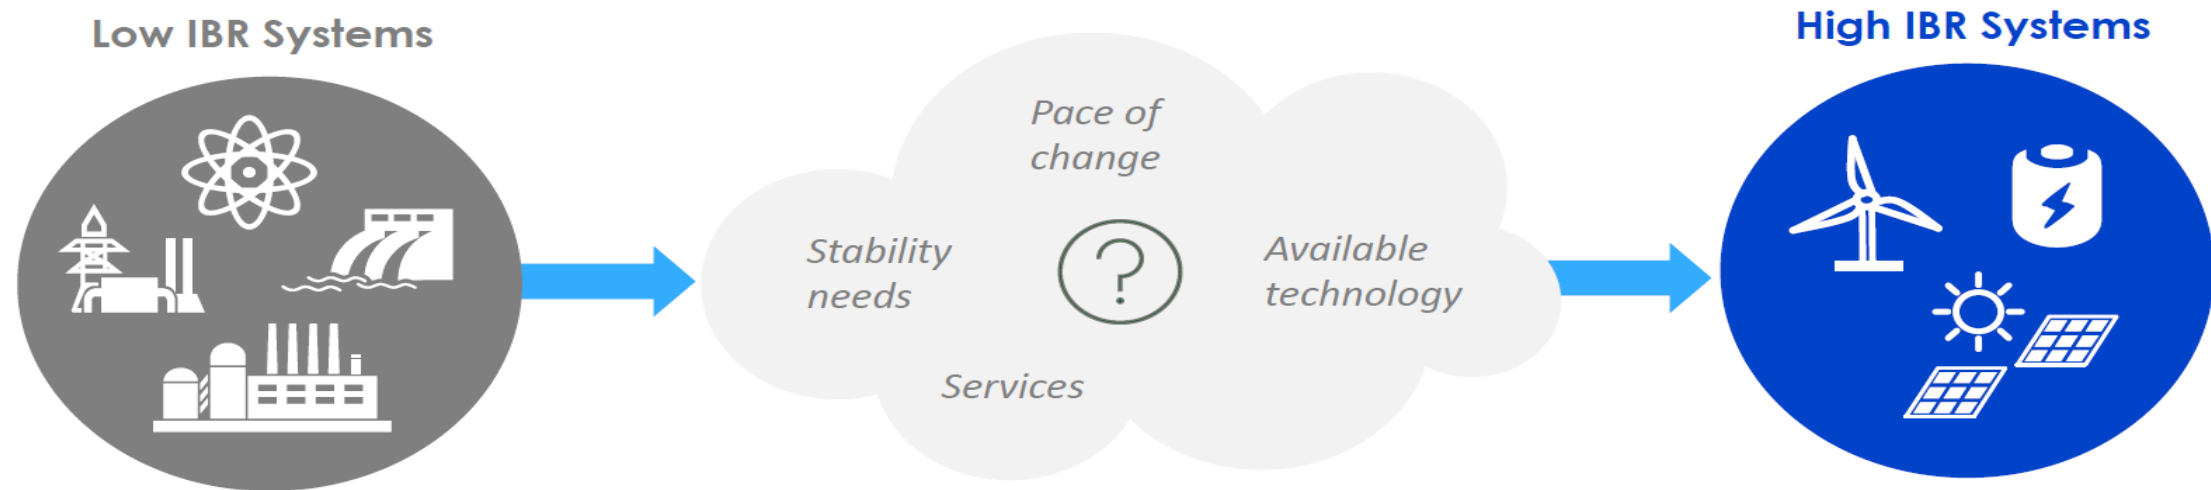 Low IBR Systems
High IBR Systems
Pace of
change
Stability
needs
?
Available
technology
Services